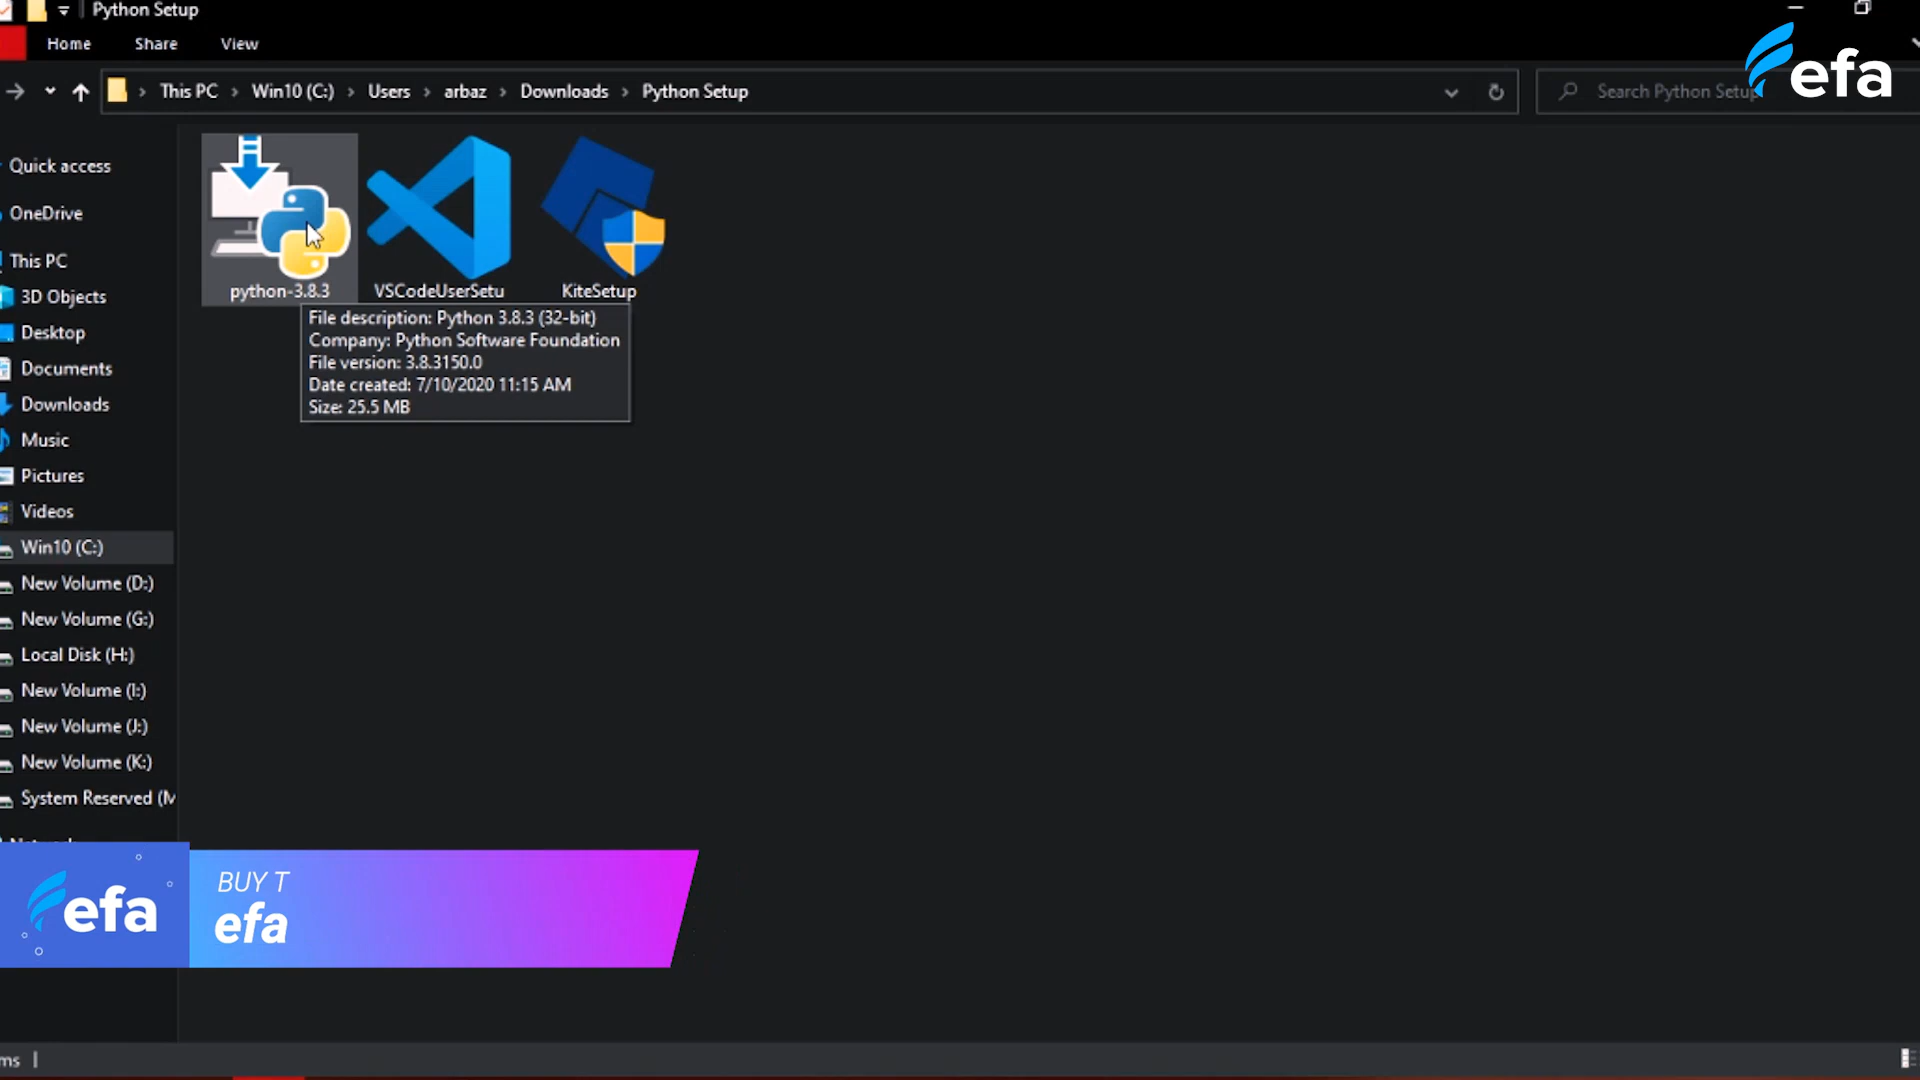 Python Setup
Home Share View
efa
This PC > Win10 (C:) > Users > arbaz > Downloads > Python Setup
Search Python Setup
Quick access
OneDrive
This PC
3D Objects
Desktop
Documents
Downloads
Music
Pictures
Videos
Win10 (C:)
New Volume (D:)
New Volume (G:)
Local Disk (H:)
New Volume (I:)
New Volume (J:)
New Volume (K:)
System Reserved (M
python-3.8.3
VSCodeUserSetu
KiteSetup
File description: Python 3.8.3 (32-bit)
Company: Python Software Foundation
File version: 3.8.3150.0
Date created: 7/10/2020 11:15 AM
Size: 25.5 MB
efa
BUY T
efa
ms